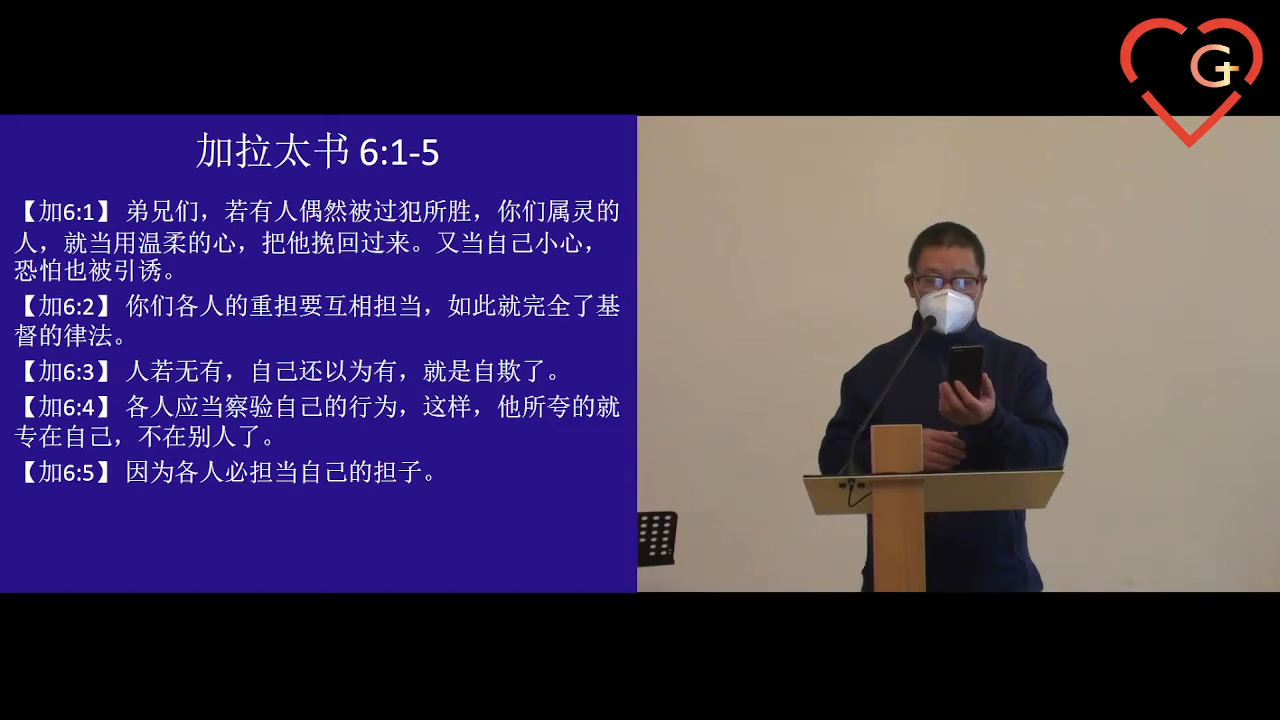 加拉太书 6:1-5
【加6:1】 弟兄们，若有人偶然被过犯所胜，你们属灵的
人，就当用温柔的心，把他挽回过来。又当自己小心，
恐怕也被引诱。
【加6:2】 你们各人的重担要互相担当，如此就完全了基
督的律法。
【加6:3】 人若无有，自己还以为有，就是自欺了。
【加6:4】 各人应当察验自己的行为，这样，他所夸的就
专在自己，不在别人了。
【加6:5】 因为各人必担当自己的担子。
G